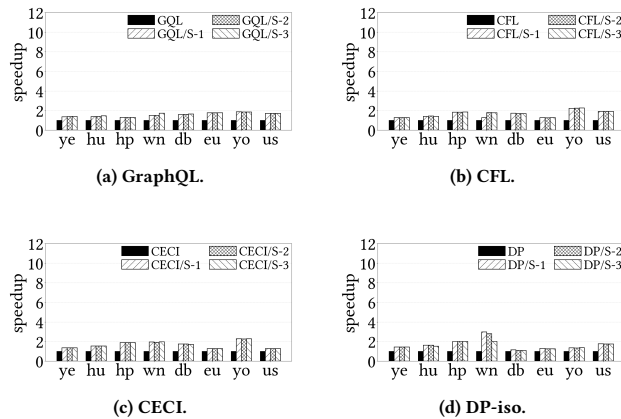 12
10
8
6
4
2
0
speedup
GQL
GQL/S-1
GQL/S-2
GQL/S-3
ye hu hp wn db eu yo us
(a) GraphQL.
12
10
8
6
4
2
0
speedup
CFL
CFL/S-1
CFL/S-2
CFL/S-3
ye hu hp wn db eu yo us
(b) CFL.
12
10
8
6
4
2
0
speedup
CECI
CECI/S-1
CECI/S-2
CECI/S-3
ye hu hp wn db eu yo us
(c) CECI.
12
10
8
6
4
2
0
speedup
DP
DP/S-1
DP/S-2
DP/S-3
ye hu hp wn db eu yo us
(d) DP-iso.